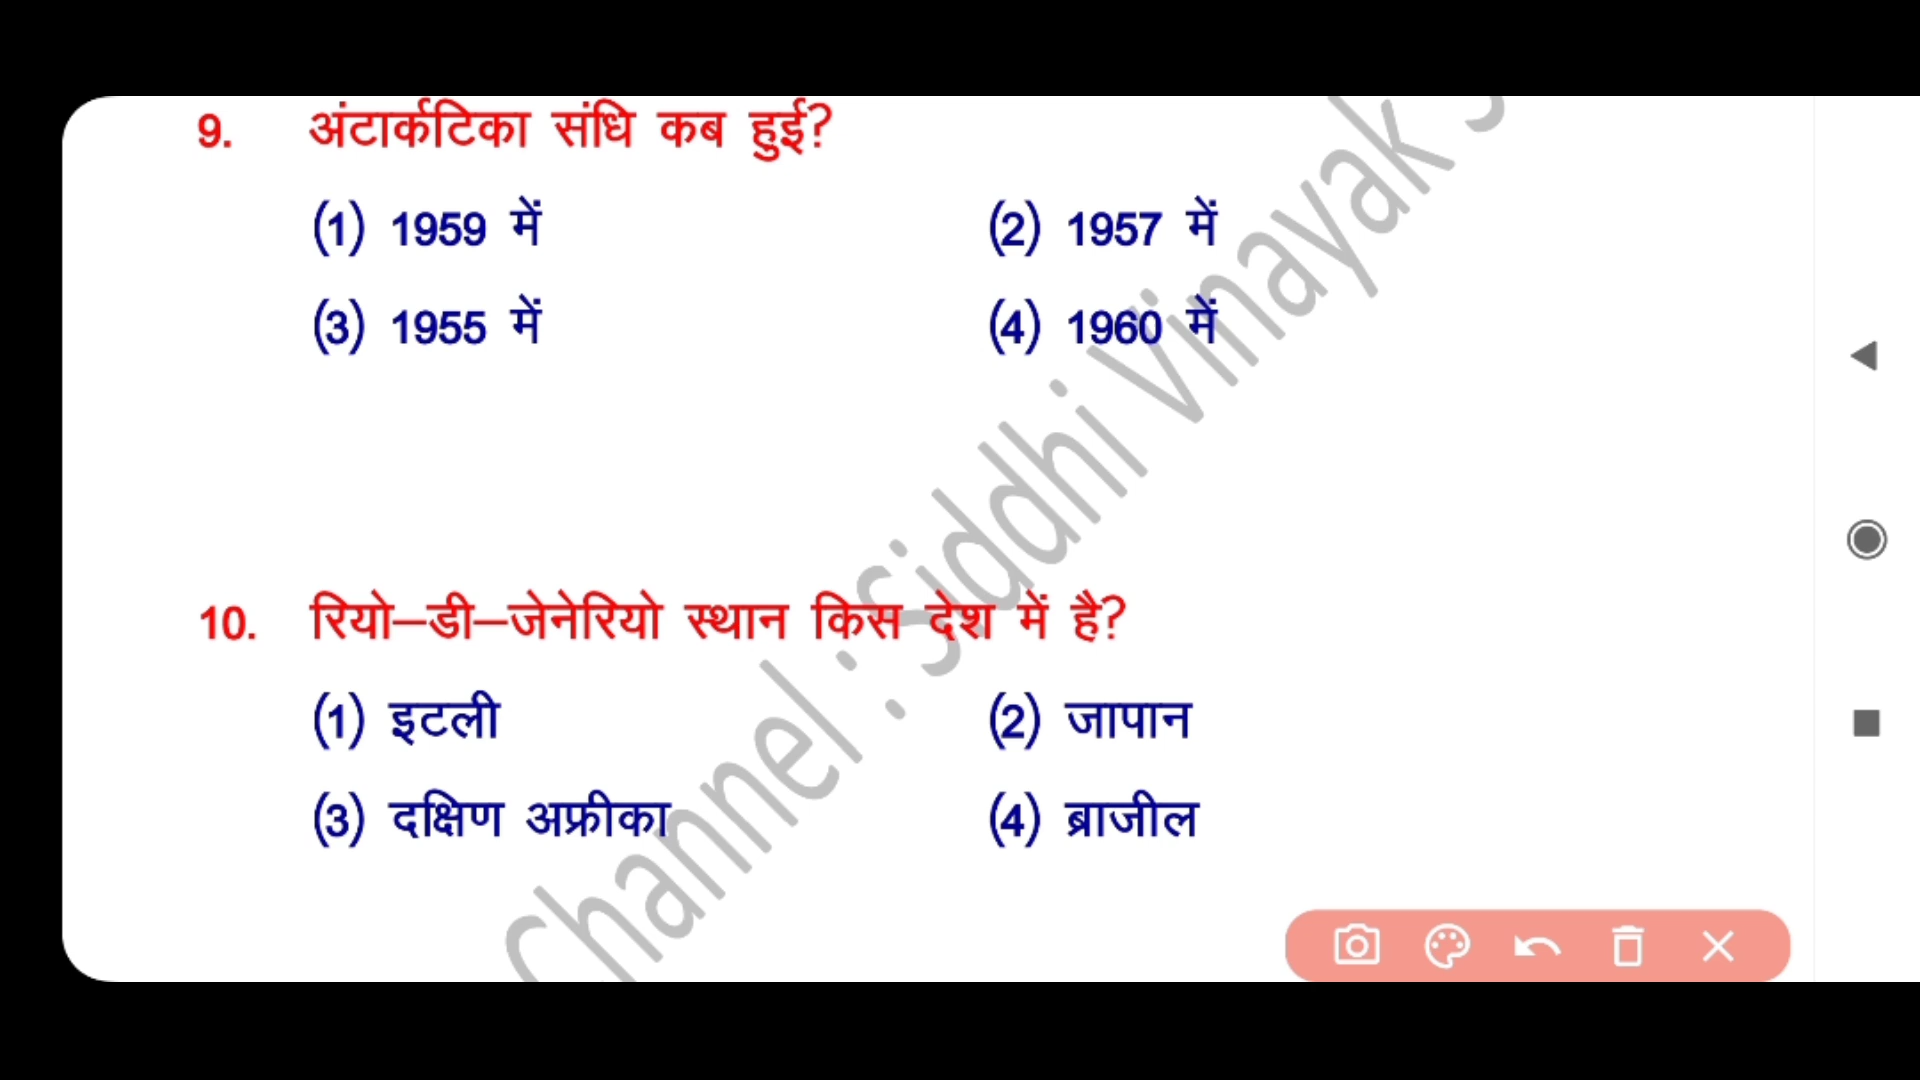 9. अंटार्कटिका संधि कब हुई?
(1) 1959 में (2) 1957 में
(3) 1955 में (4) 1960 में
10. रियो–डी–जेनेरियो स्थान किस देश में है?
(1) इटली (2) जापान
(3) दक्षिण अफ्रीका (4) ब्राजील
Channel : Siddhi Vinayak